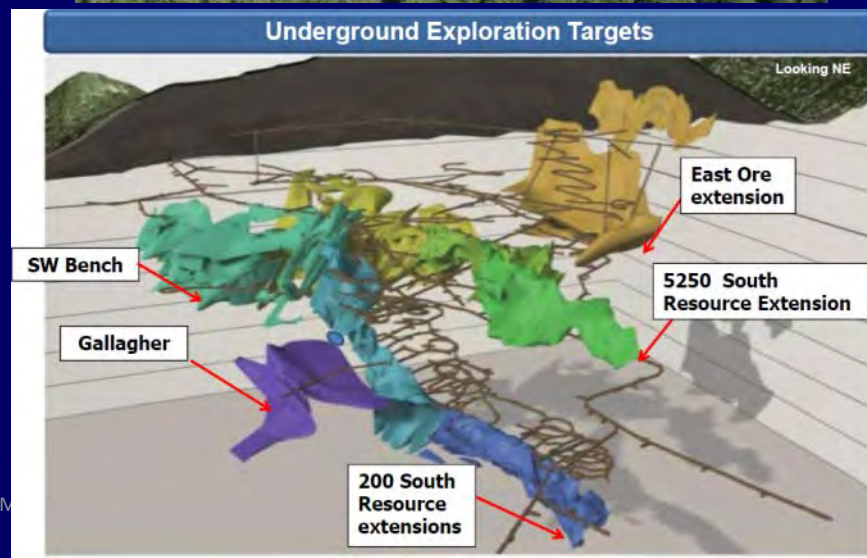 Underground Exploration Targets
Looking NE
East Ore
extension
SW Bench
5250 South
Resource Extension
Gallagher
200 South
Resource
extensions
M